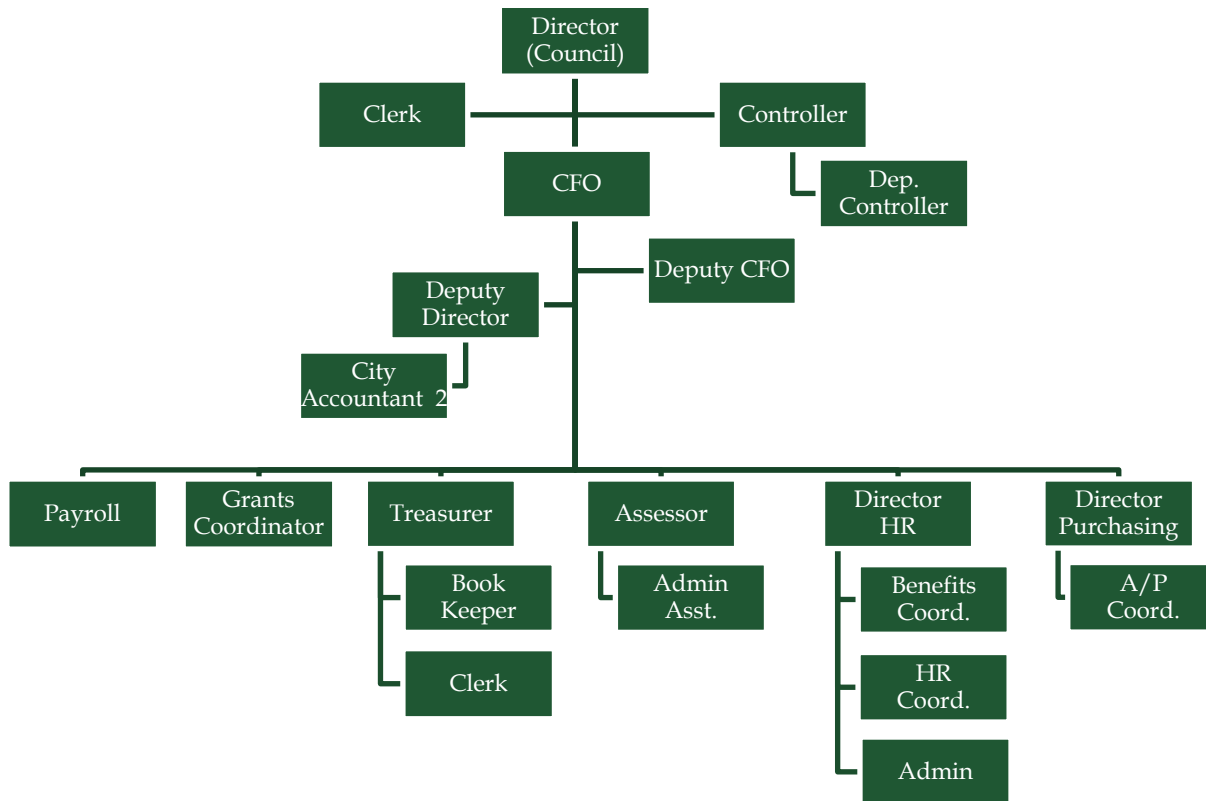 Director
(Council)
Clerk
Controller
CFO
Dep.
Controller
Deputy CFO
Deputy
Director
City
Accountant 2
Payroll
Grants
Coordinator
Treasurer
Assessor
Director
HR
Director
Purchasing
Book
Keeper
Admin
Asst.
Benefits
Coord.
A/P
Coord.
Clerk
HR
Coord.
Admin